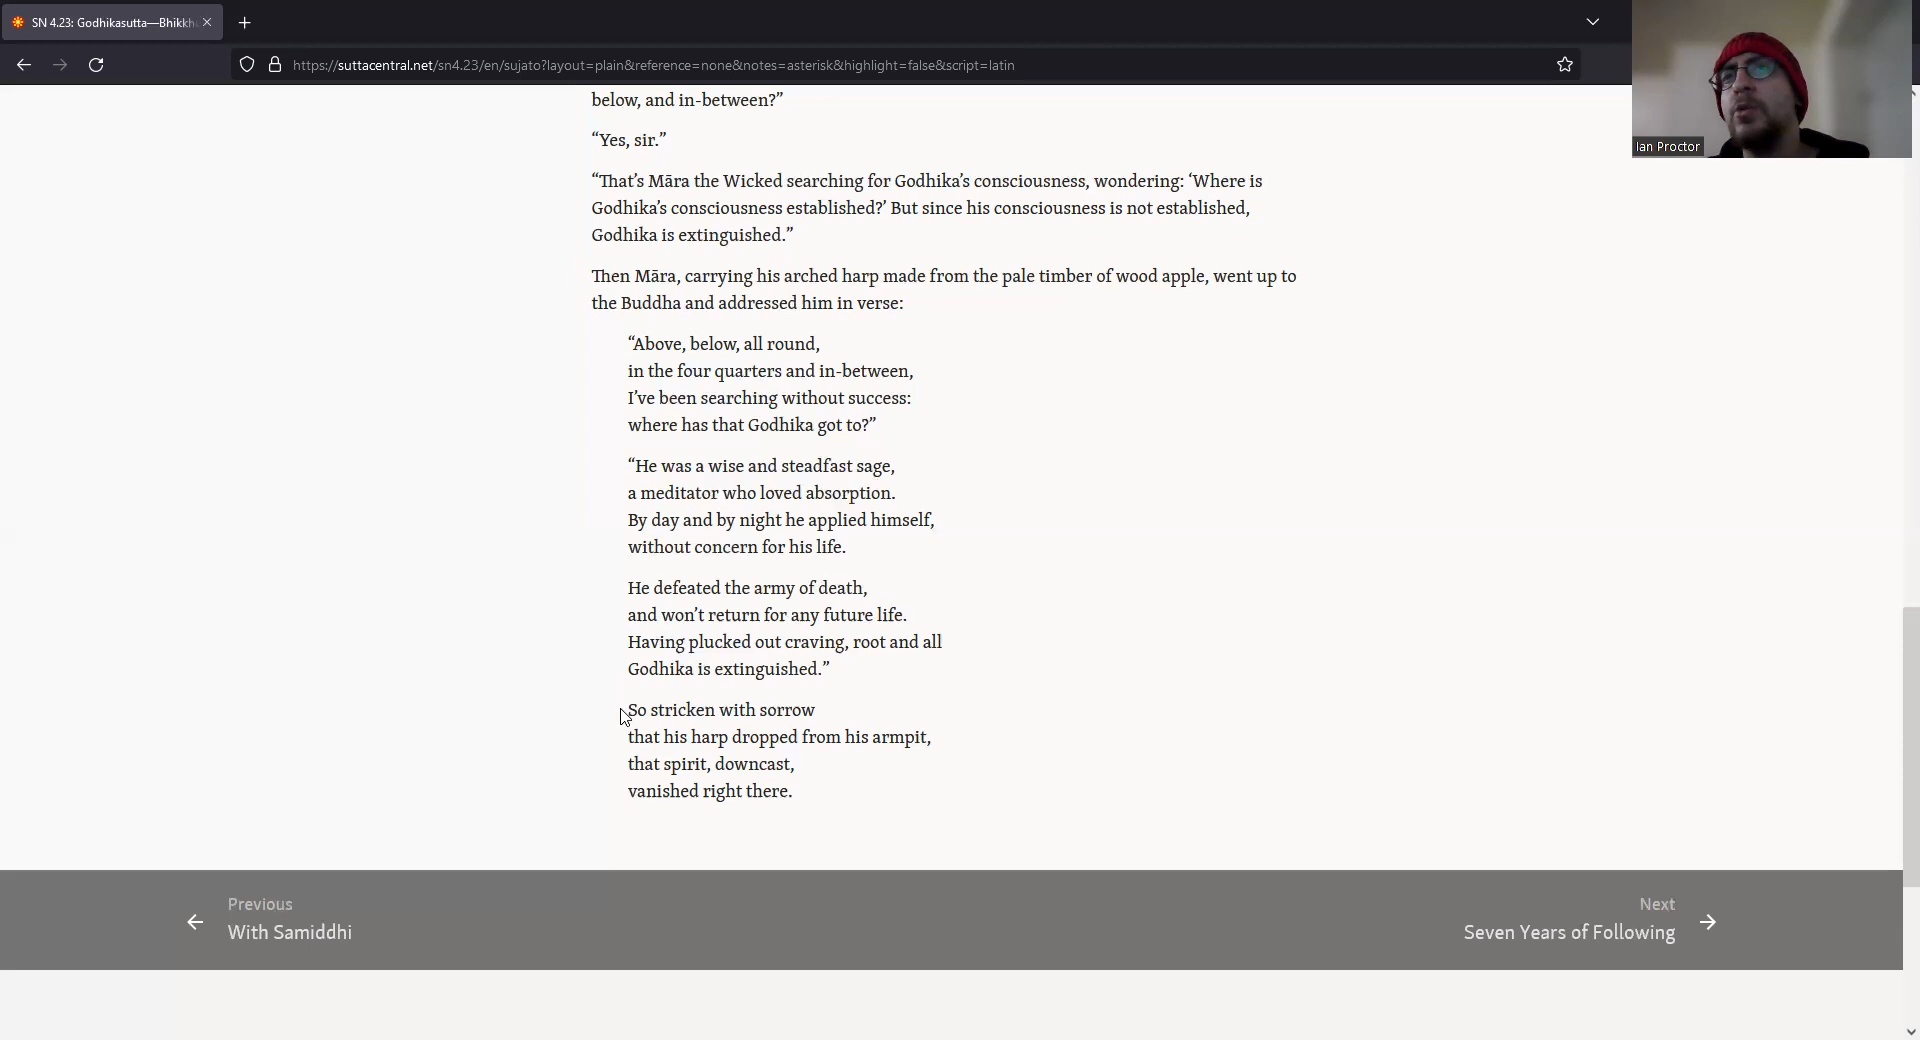 SN 4.23: Godhikasutta—Bhikkhu
https://suttacentral.net/sn4.23/en/sujato?layout=plain&reference=none&notes=asterisk&highlight=false&script=latin
Ian Proctor
below, and in-between?”
“Yes, sir.”
“That’s Māra the Wicked searching for Godhika’s consciousness, wondering: ‘Where is
Godhika’s consciousness established?’ But since his consciousness is not established,
Godhika is extinguished.”
Then Māra, carrying his arched harp made from the pale timber of wood apple, went up to
the Buddha and addressed him in verse:
“Above, below, all round,
in the four quarters and in-between,
I’ve been searching without success:
where has that Godhika got to?”
“He was a wise and steadfast sage,
a meditator who loved absorption.
By day and by night he applied himself,
without concern for his life.
He defeated the army of death,
and won’t return for any future life.
Having plucked out craving, root and all
Godhika is extinguished.”
So stricken with sorrow
that his harp dropped from his armpit,
that spirit, downcast,
vanished right there.
Previous
With Samiddhi
Next
Seven Years of Following